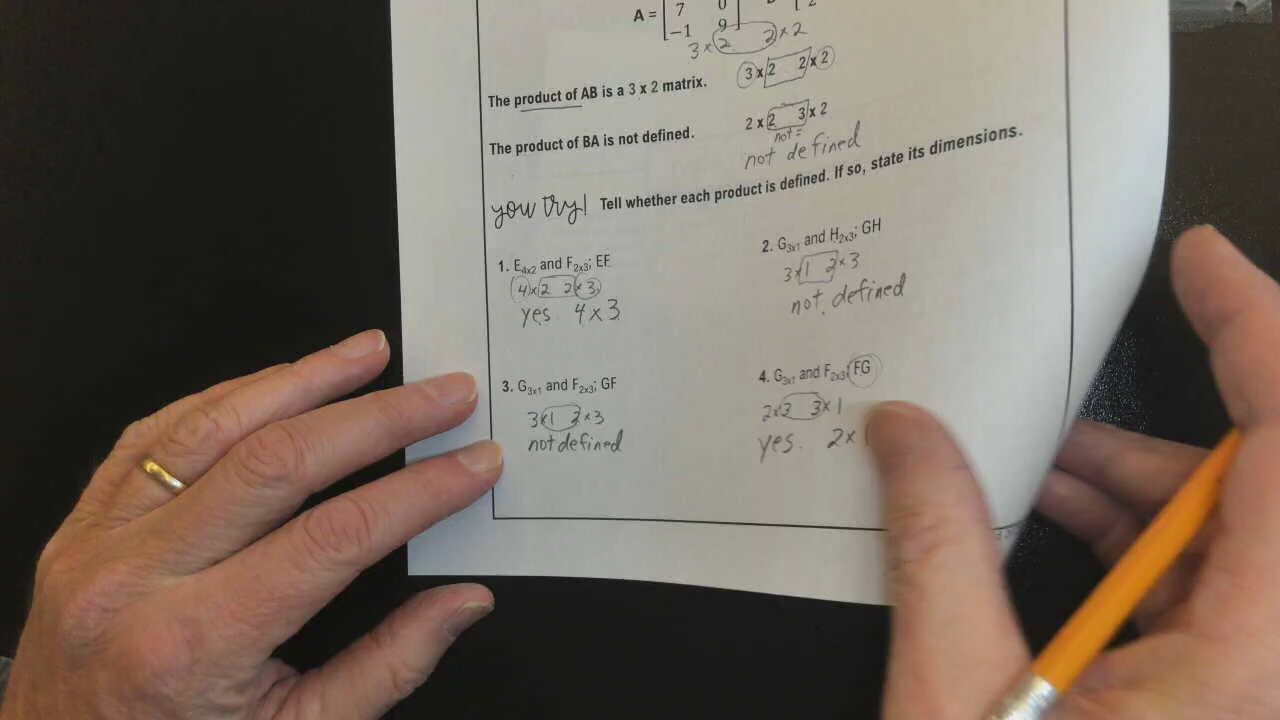 A = 7 0
-1 9
3 x 2 2 x 2
3 x 2 2 x 2
The product of AB is a 3 x 2 matrix.
2 x 2 3 x 2
not =
The product of BA is not defined.
not defined
you try! Tell whether each product is defined. If so, state its dimensions.
1. E4x2 and F2x3; EF
4 x 2 2 x 3
yes. 4 x 3
2. G3x1 and H2x3; GH
3 x 1 2 x 3
not defined
3. G3x1 and F2x3; GF
3 x 1 2 x 3
not defined
4. G3x1 and F2x3; FG
2 x 3 3 x 1
yes. 2 x